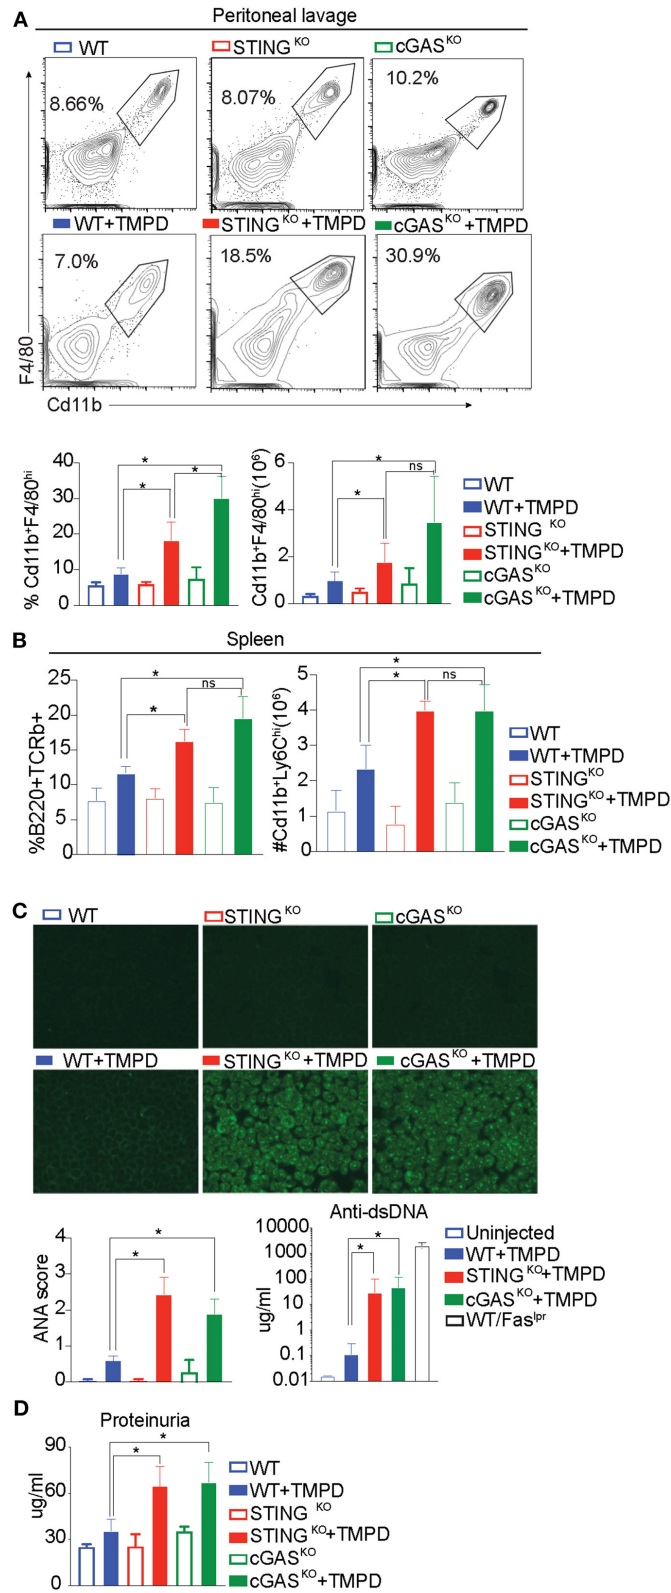 A
Peritoneal lavage
WT STING KO cGAS KO
8.66% 8.07% 10.2%
WT+TMPD STING KO +TMPD cGAS KO +TMPD
7.0% 18.5% 30.9%
F4/80
Cd11b
% Cd11b+F4/80hi
40
30
20
10
0
* * *
Cd11b+F4/80hi(10⁶)
6
4
2
0
* * ns
WT
WT+TMPD
STING KO
STING KO+TMPD
cGAS KO
cGAS KO+TMPD
B
Spleen
%B220+TCRb+
25
20
15
10
5
0
* * ns
#Cd11b+Ly6Chi(10⁶)
5
4
3
2
1
0
* * ns
WT
WT+TMPD
STING KO
STING KO+TMPD
cGAS KO
cGAS KO+TMPD
C
WT STING KO cGAS KO
WT+TMPD STING KO +TMPD cGAS KO +TMPD
ANA score
4
3
2
1
0
* *
Anti-dsDNA
ug/ml
10000
1000
100
10
1
0.1
0.01
* *
Uninjected
WT+TMPD
STING KO+TMPD
cGAS KO+TMPD
WT/Fas lpr
D
Proteinuria
ug/ml
90
60
30
0
* *
WT
WT+TMPD
STING KO
STING KO+TMPD
cGAS KO
cGAS KO+TMPD